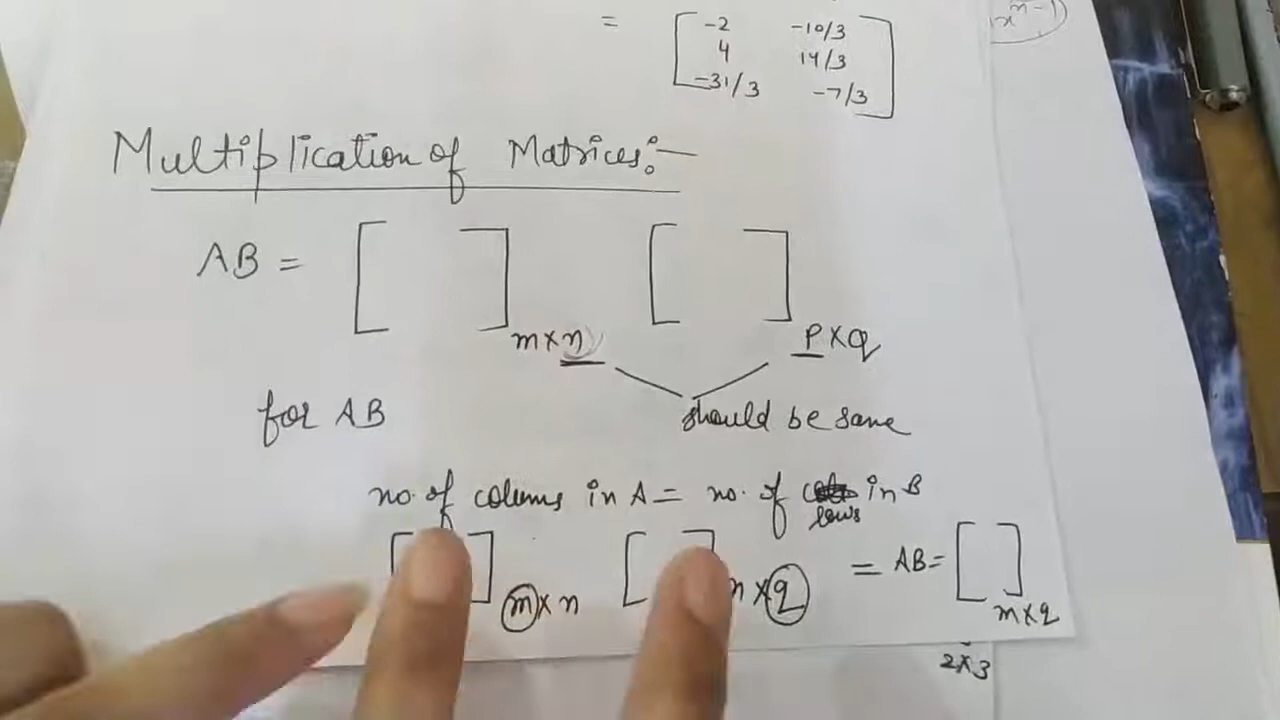 x^n-1
= [ -2 -10/3
4 14/3
-31/3 -7/3 ]
Multiplication of Matrices:-
AB = [ ] m×n [ ] p×q
for AB should be same
no. of colums in A = no. of in B
rows
[ ] m×n [ ] n×q = AB = [ ] m×q
2×3